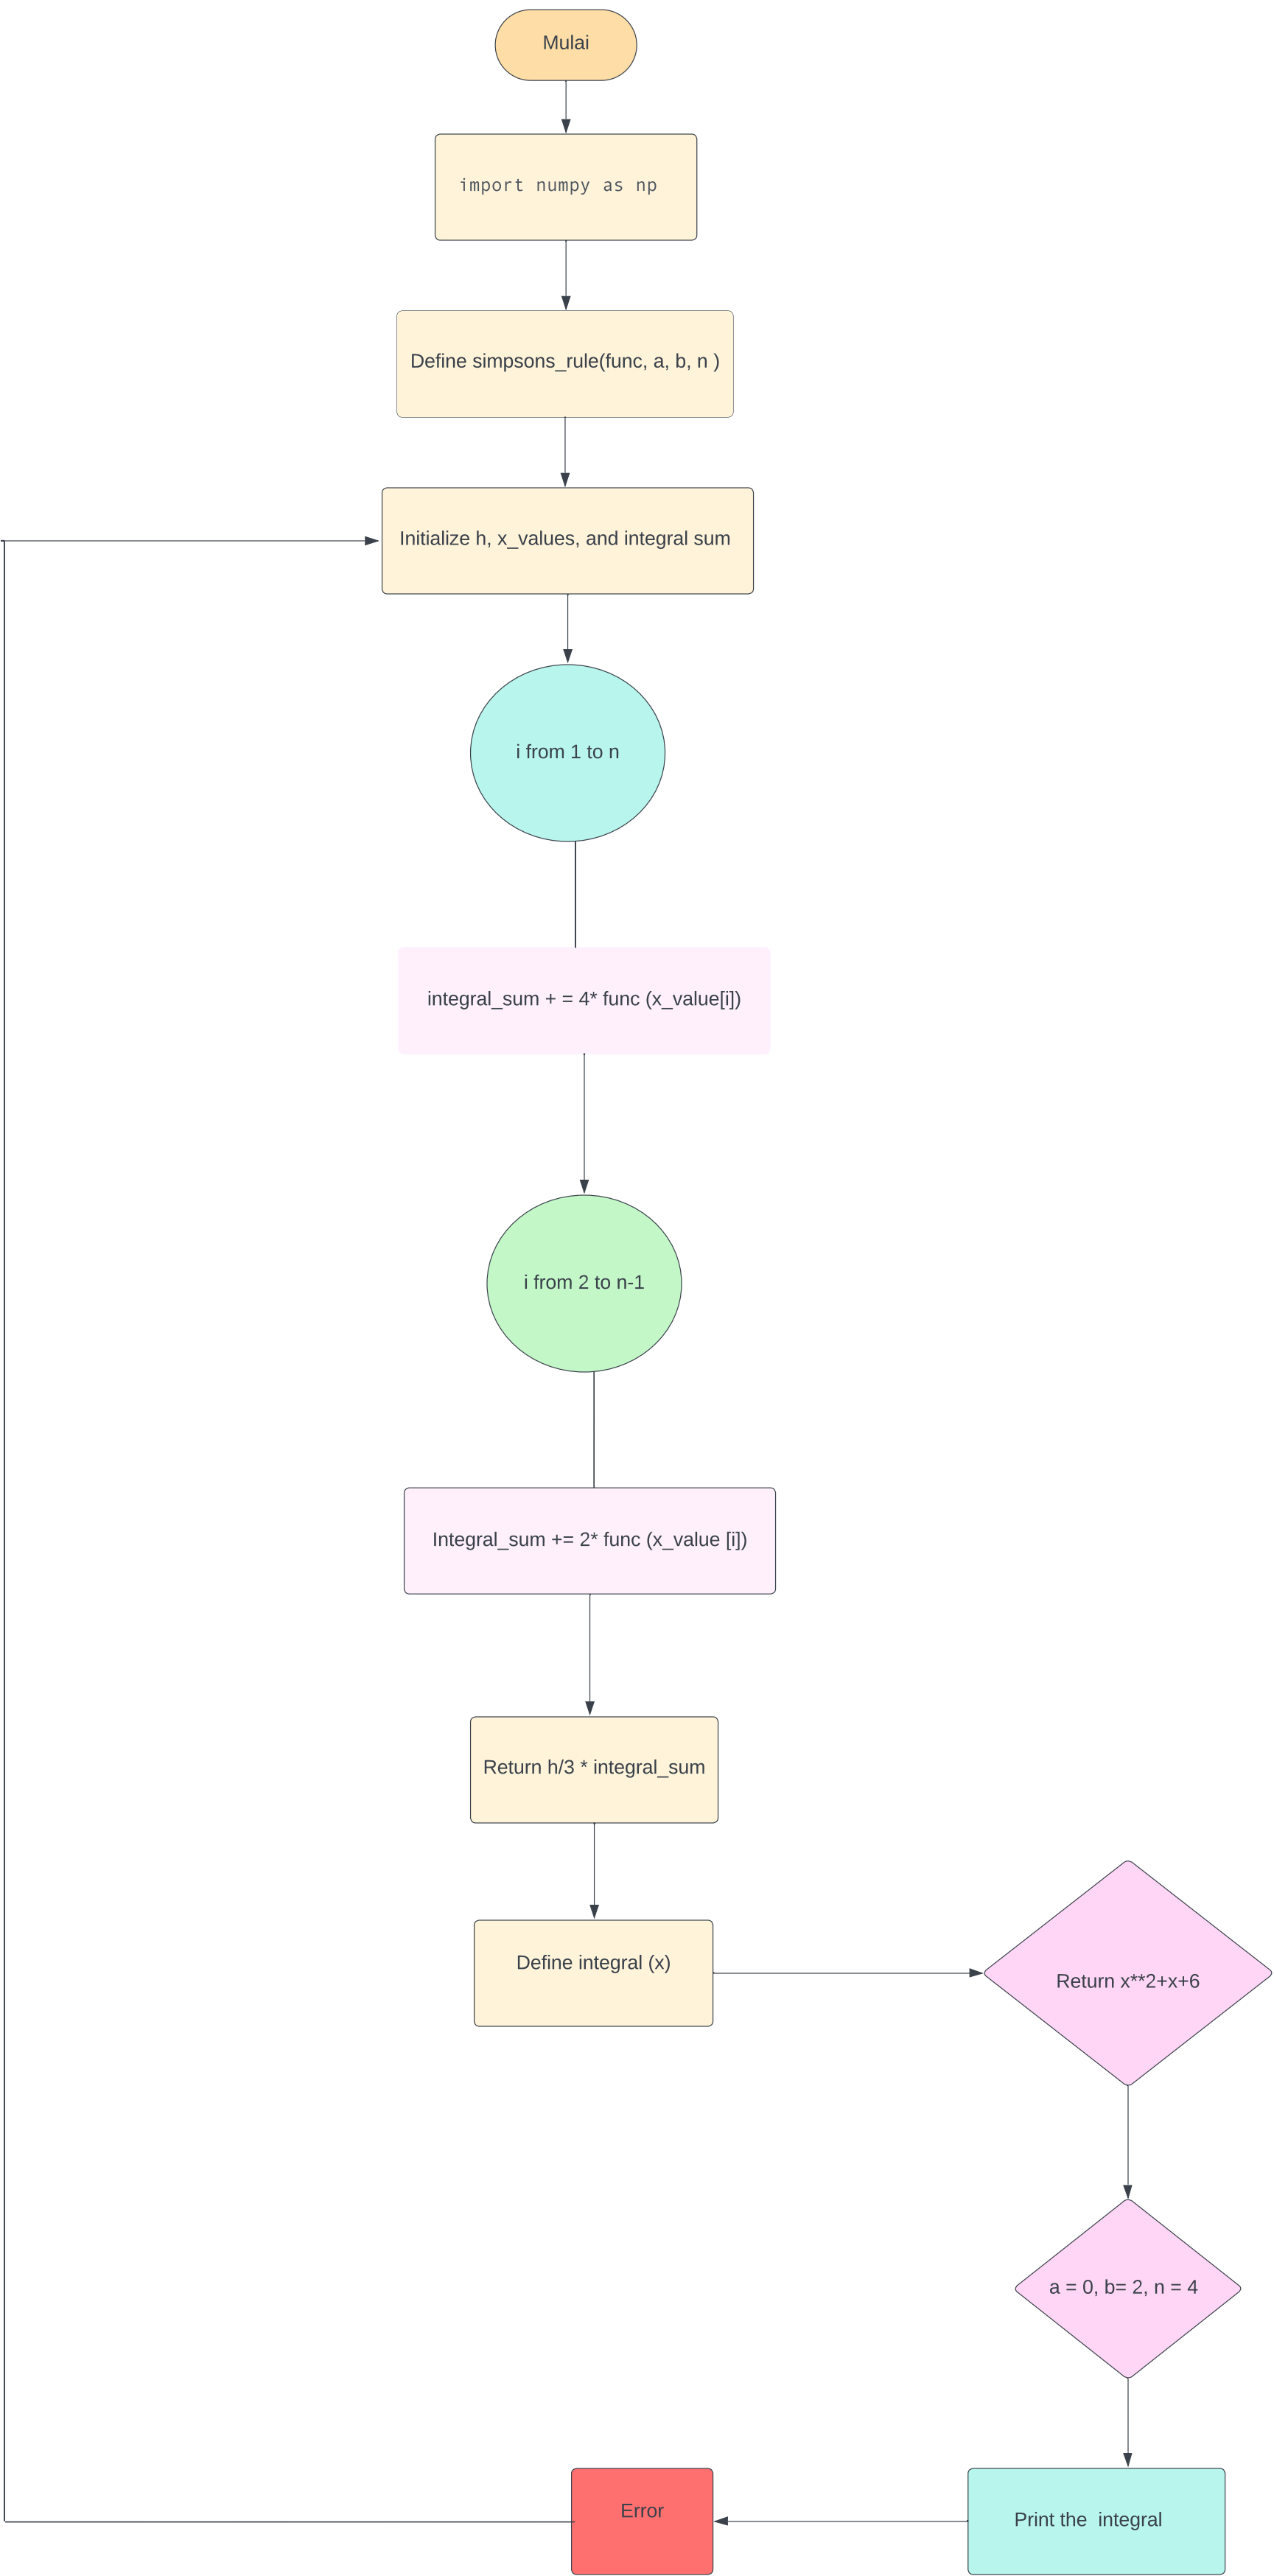 Mulai
import numpy as np
Define simpsons_rule(func, a, b, n )
Initialize h, x_values, and integral sum
i from 1 to n
integral_sum + = 4* func (x_value[i])
i from 2 to n-1
Integral_sum += 2* func (x_value [i])
Return h/3 * integral_sum
Define integral (x)
Return x**2+x+6
a = 0, b= 2, n = 4
Print the  integral
Error